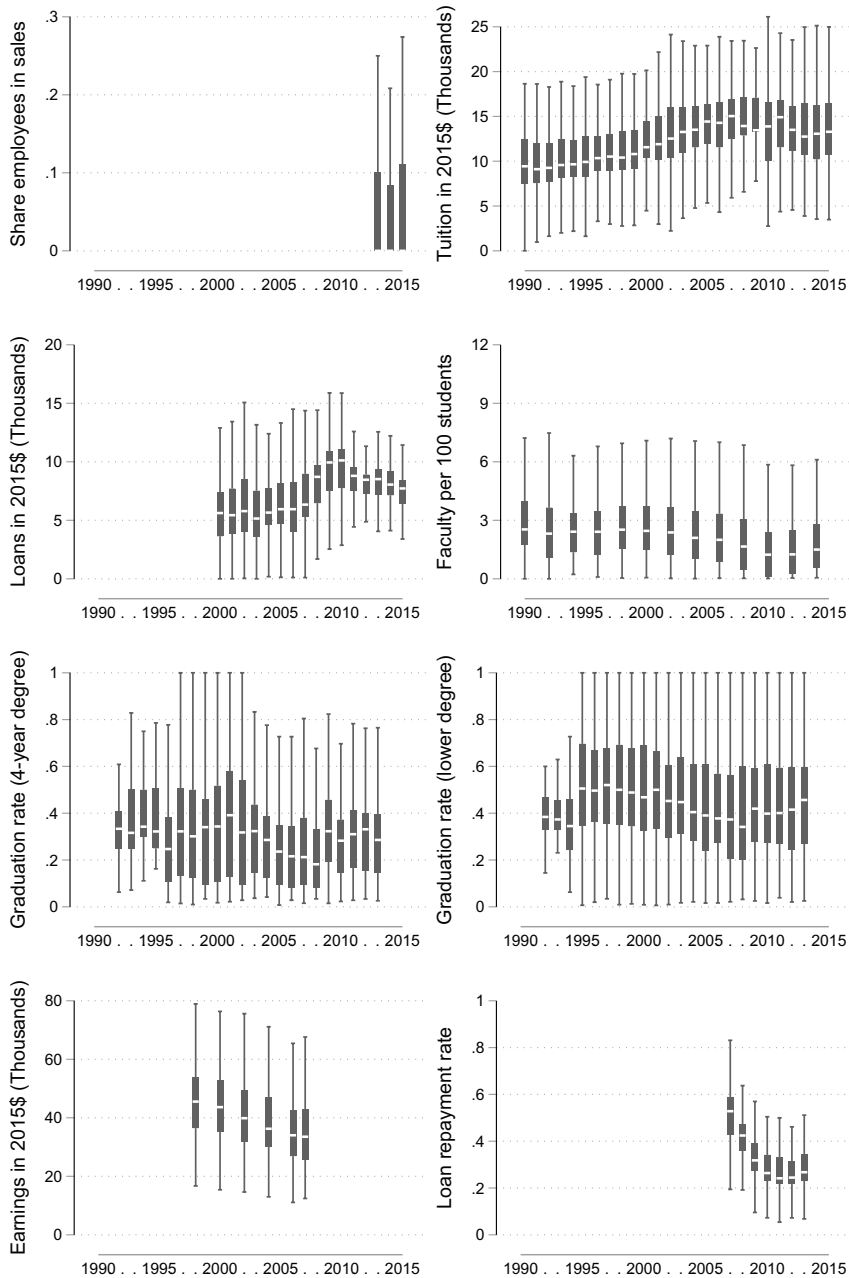 Share employees in sales
.3
.2
.1
0
1990 . . 1995 . . 2000 . . 2005 . . 2010 . . 2015
Tuition in 2015$ (Thousands)
25
20
15
10
5
0
1990 . . 1995 . . 2000 . . 2005 . . 2010 . . 2015
Loans in 2015$ (Thousands)
20
15
10
5
0
1990 . . 1995 . . 2000 . . 2005 . . 2010 . . 2015
Faculty per 100 students
12
9
6
3
0
1990 . . 1995 . . 2000 . . 2005 . . 2010 . . 2015
Graduation rate (4-year degree)
1
.8
.6
.4
.2
0
1990 . . 1995 . . 2000 . . 2005 . . 2010 . . 2015
Graduation rate (lower degree)
1
.8
.6
.4
.2
0
1990 . . 1995 . . 2000 . . 2005 . . 2010 . . 2015
Earnings in 2015$ (Thousands)
80
60
40
20
0
1990 . . 1995 . . 2000 . . 2005 . . 2010 . . 2015
Loan repayment rate
1
.8
.6
.4
.2
0
1990 . . 1995 . . 2000 . . 2005 . . 2010 . . 2015